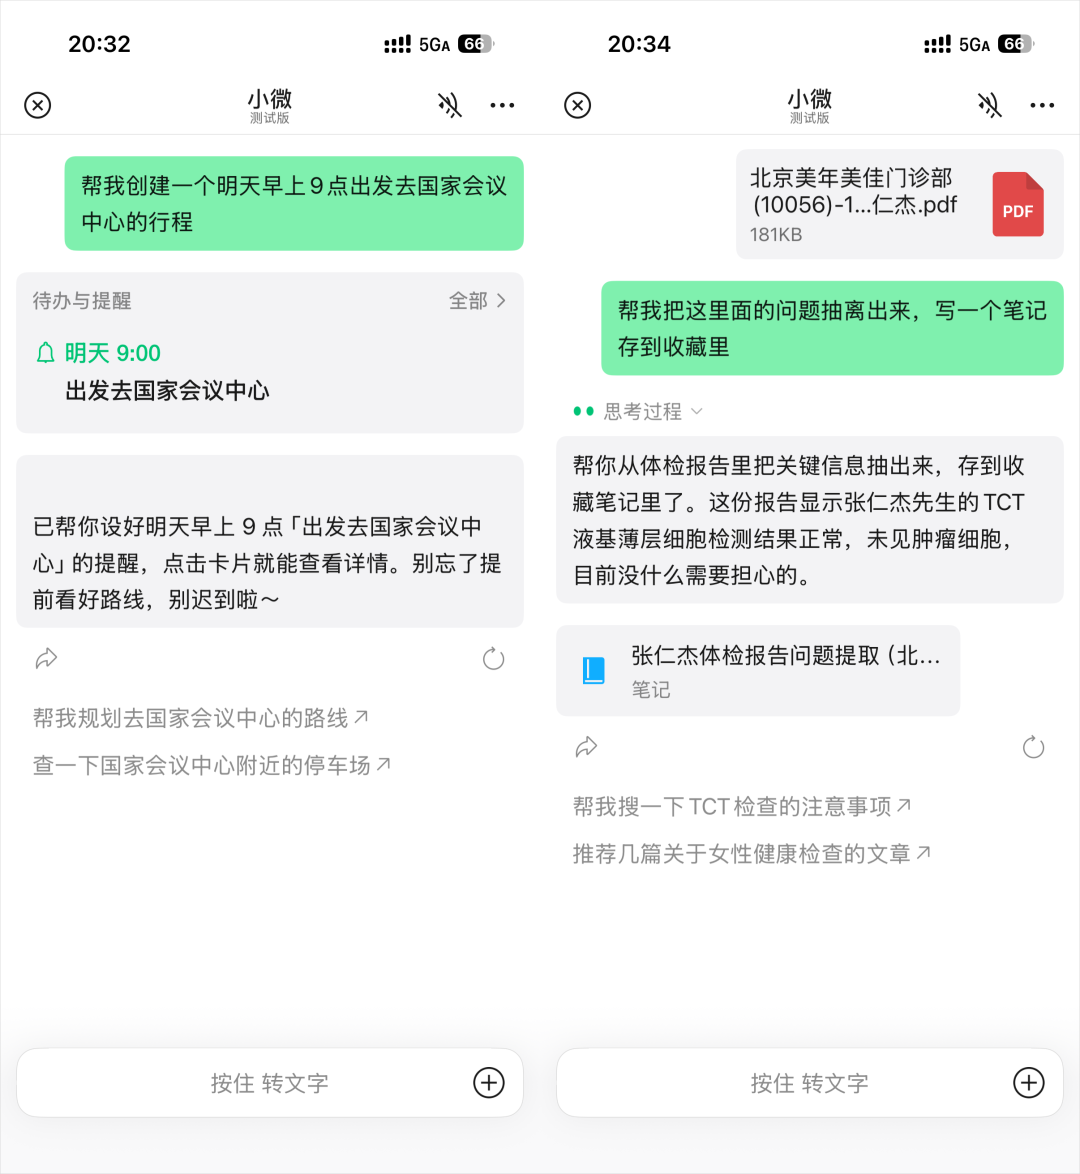 20:32
5GA 66
小微
测试版
帮我创建一个明天早上9点出发去国家会议
中心的行程
待办与提醒
全部
明天 9:00
出发去国家会议中心
已帮你设好明天早上 9 点「出发去国家会议中
心」的提醒，点击卡片就能查看详情。别忘了提
前看好路线，别迟到啦～
帮我规划去国家会议中心的路线
查一下国家会议中心附近的停车场
按住 转文字
20:34
5GA 66
小微
测试版
北京美年美佳门诊部
(10056)-1...仁杰.pdf
181KB
PDF
帮我把这里面的问题抽离出来，写一个笔记
存到收藏里
思考过程
帮你从体检报告里把关键信息抽出来，存到收
藏笔记里了。这份报告显示张仁杰先生的 TCT
液基薄层细胞检测结果正常，未见肿瘤细胞，
目前没什么需要担心的。
张仁杰体检报告问题提取（北...
笔记
帮我搜一下 TCT 检查的注意事项
推荐几篇关于女性健康检查的文章
按住 转文字